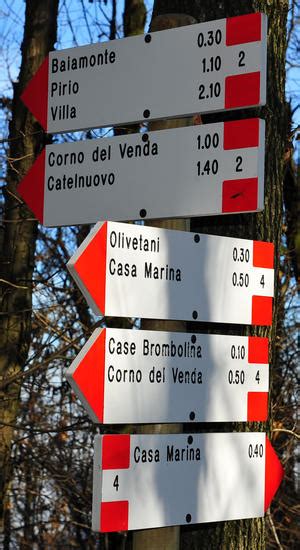 Baiamonte 0.30
Pirio 1.10 2
Villa 2.10
Corno del Venda 1.00
Catelnuovo 1.40 2
Olivetani 0.30
Casa Marina 0.50 4
Case Brombolina 0.10
Corno del Venda 0.50 4
Casa Marina 0.40
4